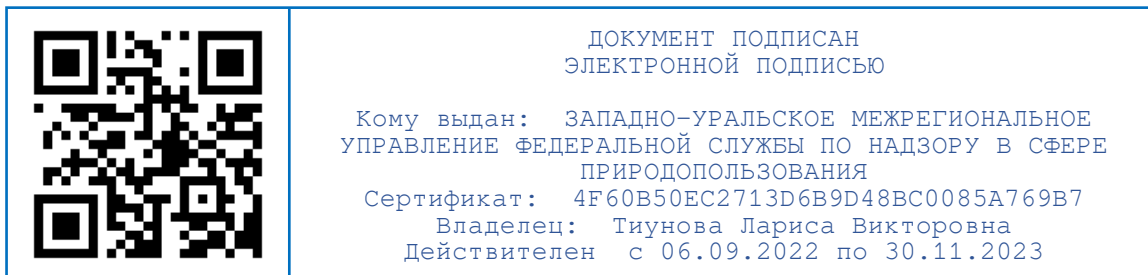 ДОКУМЕНТ ПОДПИСАН
ЭЛЕКТРОННОЙ ПОДПИСЬЮ
Кому выдан: ЗАПАДНО-УРАЛЬСКОЕ МЕЖРЕГИОНАЛЬНОЕ
УПРАВЛЕНИЕ ФЕДЕРАЛЬНОЙ СЛУЖБЫ ПО НАДЗОРУ В СФЕРЕ
ПРИРОДОПОЛЬЗОВАНИЯ
Сертификат: 4F60B50EC2713D6B9D48BC0085A769B7
Владелец: Тиунова Лариса Викторовна
Действителен с 06.09.2022 по 30.11.2023